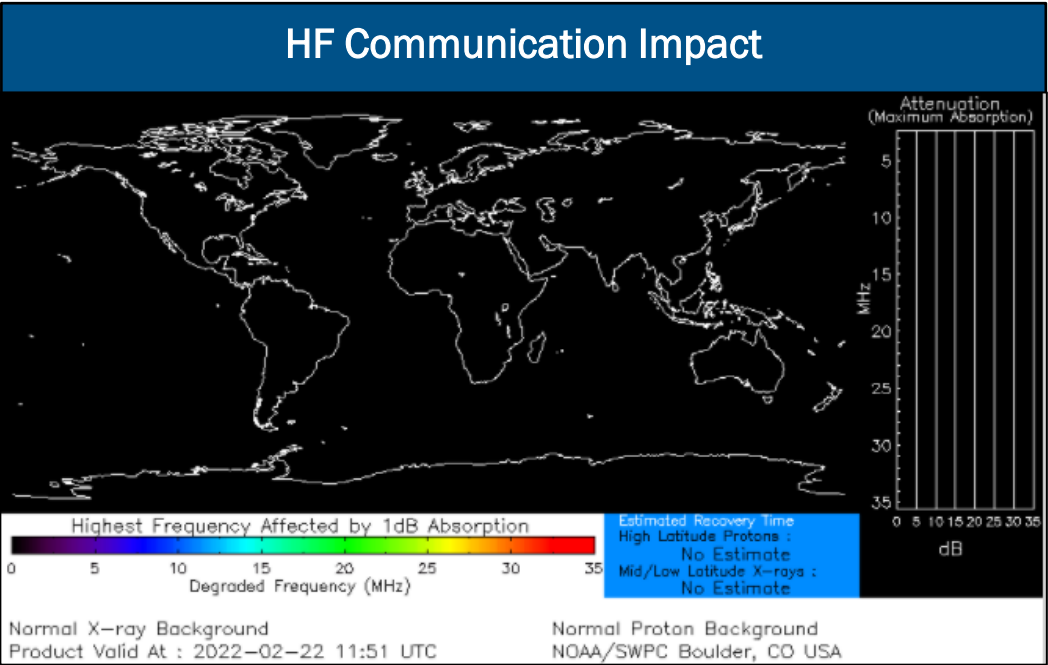 HF Communication Impact
Attenuation
(Maximum Absorption)
5
10
15
20
25
30
35
MHz
0 5 10 15 20 25 30 35
dB
Highest Frequency Affected by 1dB Absorption
0 5 10 15 20 25 30 35
Degraded Frequency (MHz)
Estimated Recovery Time
High Latitude Protons :
No Estimate
Mid/Low Latitude X-rays :
No Estimate
Normal X-ray Background
Product Valid At : 2022-02-22 11:51 UTC
Normal Proton Background
NOAA/SWPC Boulder, CO USA